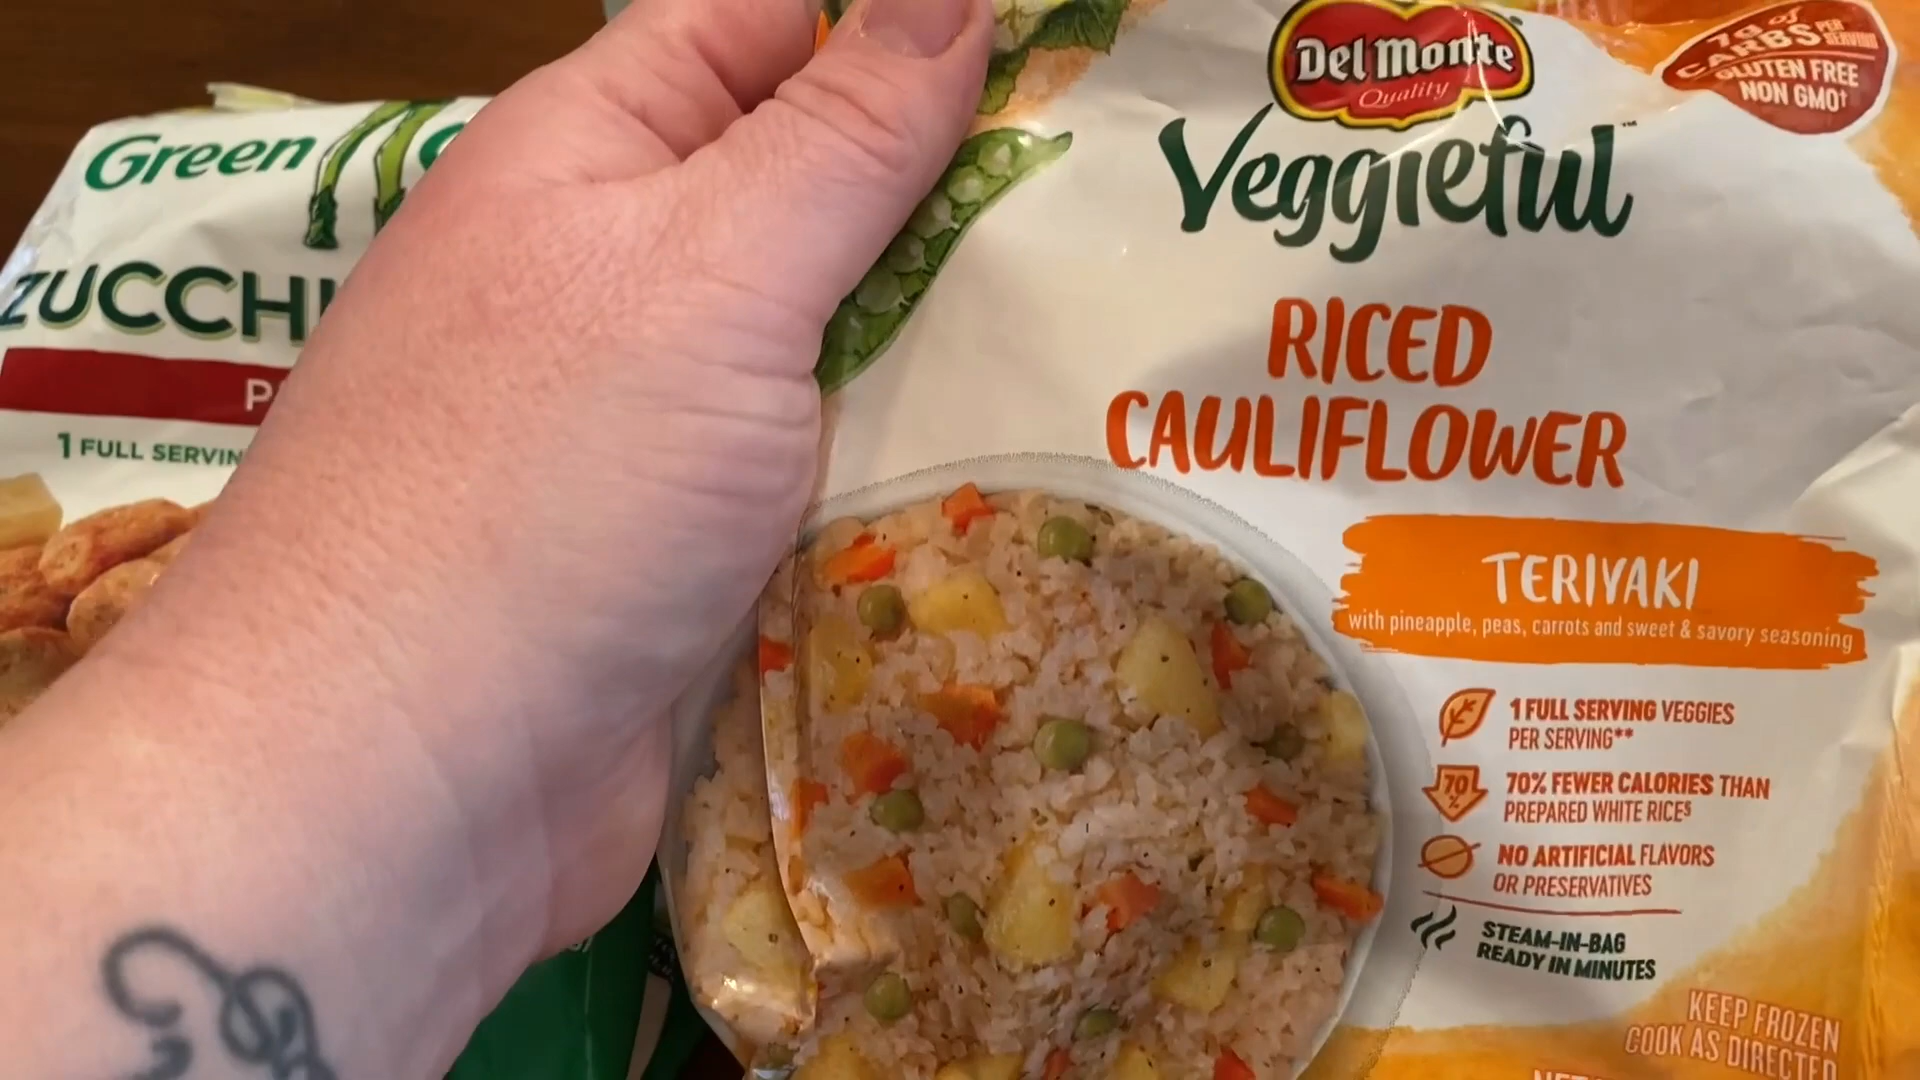 Green
ZUCCHI
P
1 FULL SERVIN
Del Monte
Quality
Veggieful™
7g of
CARBS PER SERVING
GLUTEN FREE
NON GMO†
RICED
CAULIFLOWER
TERIYAKI
with pineapple, peas, carrots and sweet & savory seasoning
1 FULL SERVING VEGGIES
PER SERVING**
70%
70% FEWER CALORIES THAN
PREPARED WHITE RICE§
NO ARTIFICIAL FLAVORS
OR PRESERVATIVES
STEAM-IN-BAG
READY IN MINUTES
KEEP FROZEN
COOK AS DIRECTED